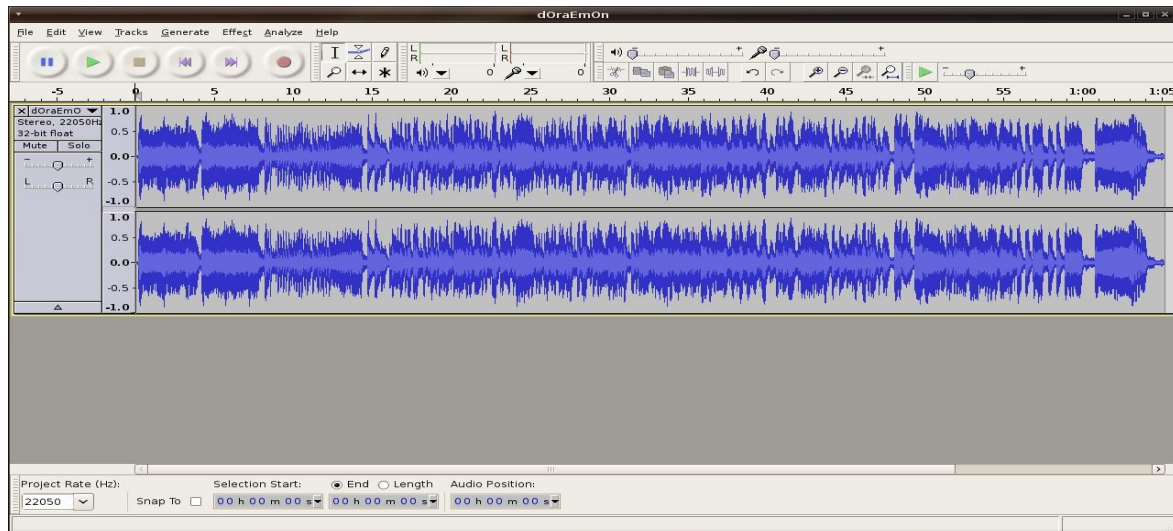 dOraEmOn
File Edit View Tracks Generate Effect Analyze Help
L
R
L
R
0
0
-5 0 5 10 15 20 25 30 35 40 45 50 55 1:00 1:05
dOraEmO
Stereo, 22050Hz
32-bit float
Mute Solo
- +
L R
1.0
0.5
0.0
-0.5
-1.0
1.0
0.5
0.0
-0.5
-1.0
Project Rate (Hz): Selection Start: End Length Audio Position:
22050 Snap To 00 h 00 m 00 s 00 h 00 m 00 s 00 h 00 m 00 s